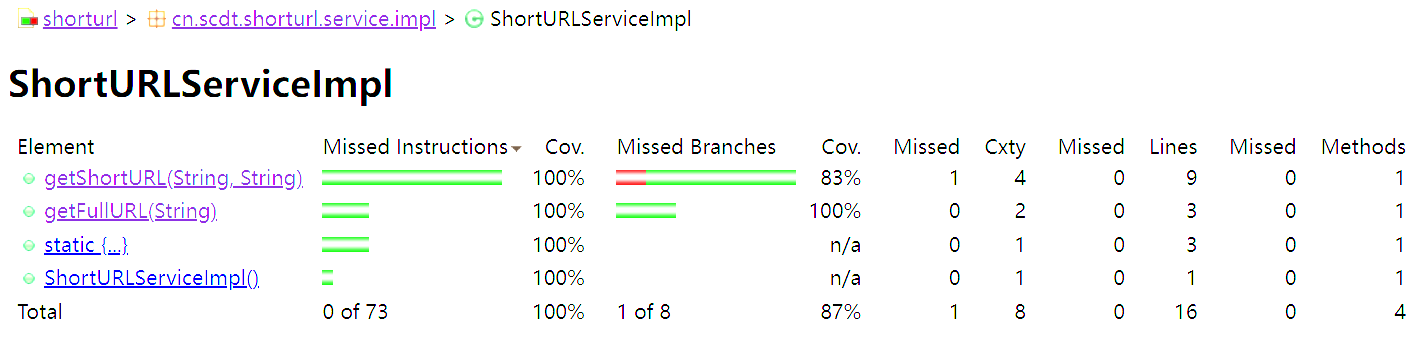 shorturl > cn.scdt.shorturl.service.impl > ShortURLServiceImpl
ShortURLServiceImpl
Element Missed Instructions Cov. Missed Branches Cov. Missed Cxty Missed Lines Missed Methods
getShortURL(String, String) 100% 83% 1 4 0 9 0 1
getFullURL(String) 100% 100% 0 2 0 3 0 1
static {...} 100% n/a 0 1 0 3 0 1
ShortURLServiceImpl() 100% n/a 0 1 0 1 0 1
Total 0 of 73 100% 1 of 8 87% 1 8 0 16 0 4